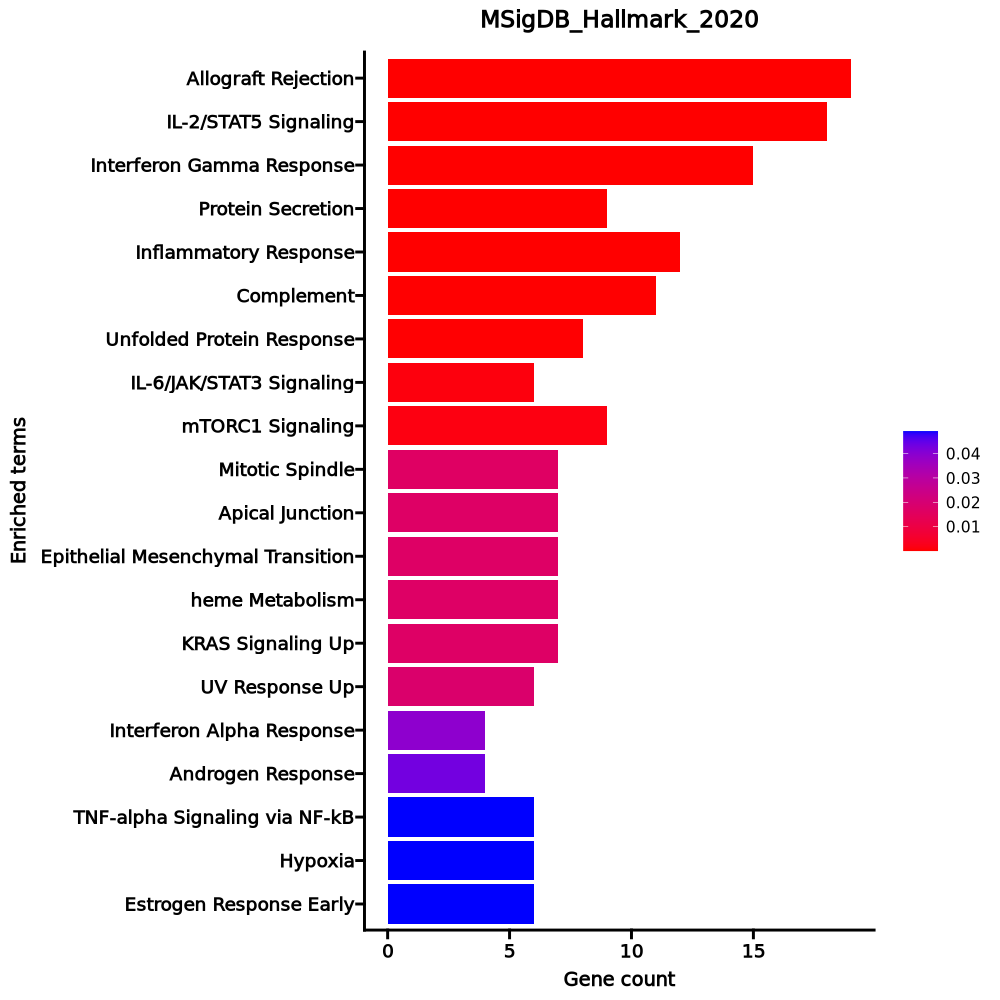 MSigDB_Hallmark_2020
Enriched terms
Allograft Rejection
IL-2/STAT5 Signaling
Interferon Gamma Response
Protein Secretion
Inflammatory Response
Complement
Unfolded Protein Response
IL-6/JAK/STAT3 Signaling
mTORC1 Signaling
Mitotic Spindle
Apical Junction
Epithelial Mesenchymal Transition
heme Metabolism
KRAS Signaling Up
UV Response Up
Interferon Alpha Response
Androgen Response
TNF-alpha Signaling via NF-kB
Hypoxia
Estrogen Response Early
0 5 10 15
Gene count
0.04
0.03
0.02
0.01